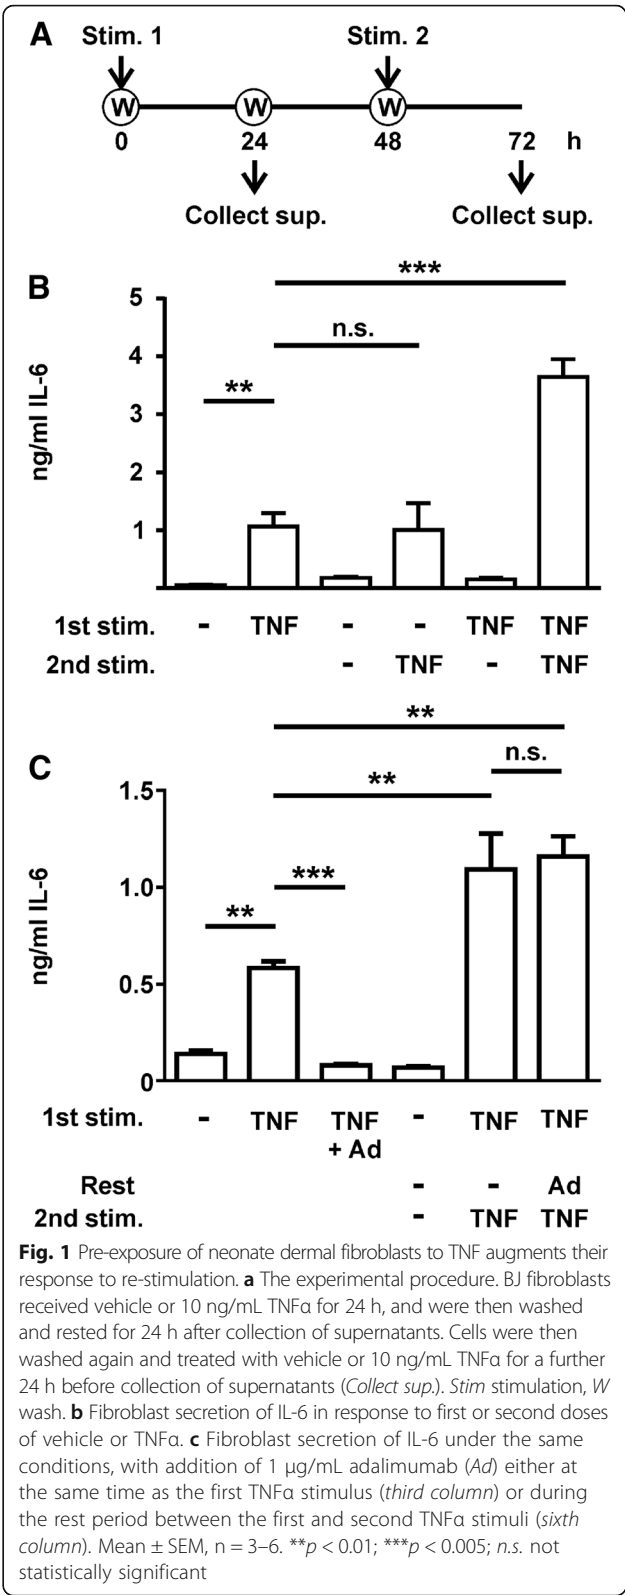 A
Stim. 1 Stim. 2
W W W
0 24 48 72 h
Collect sup. Collect sup.
B
***
n.s.
**
5
4
3
2
1
ng/ml IL-6
1st stim. - TNF - - TNF TNF
2nd stim. - TNF - TNF
C
**
n.s.
**
***
**
1.5
1.0
0.5
0
ng/ml IL-6
1st stim. - TNF TNF - TNF TNF
+ Ad
Rest - - Ad
2nd stim. - TNF TNF
Fig. 1 Pre-exposure of neonate dermal fibroblasts to TNF augments their
response to re-stimulation. a The experimental procedure. BJ fibroblasts
received vehicle or 10 ng/mL TNFα for 24 h, and were then washed
and rested for 24 h after collection of supernatants. Cells were then
washed again and treated with vehicle or 10 ng/mL TNFα for a further
24 h before collection of supernatants (Collect sup.). Stim stimulation, W
wash. b Fibroblast secretion of IL-6 in response to first or second doses
of vehicle or TNFα. c Fibroblast secretion of IL-6 under the same
conditions, with addition of 1 μg/mL adalimumab (Ad) either at
the same time as the first TNFα stimulus (third column) or during
the rest period between the first and second TNFα stimuli (sixth
column). Mean ± SEM, n = 3–6. **p < 0.01; ***p < 0.005; n.s. not
statistically significant